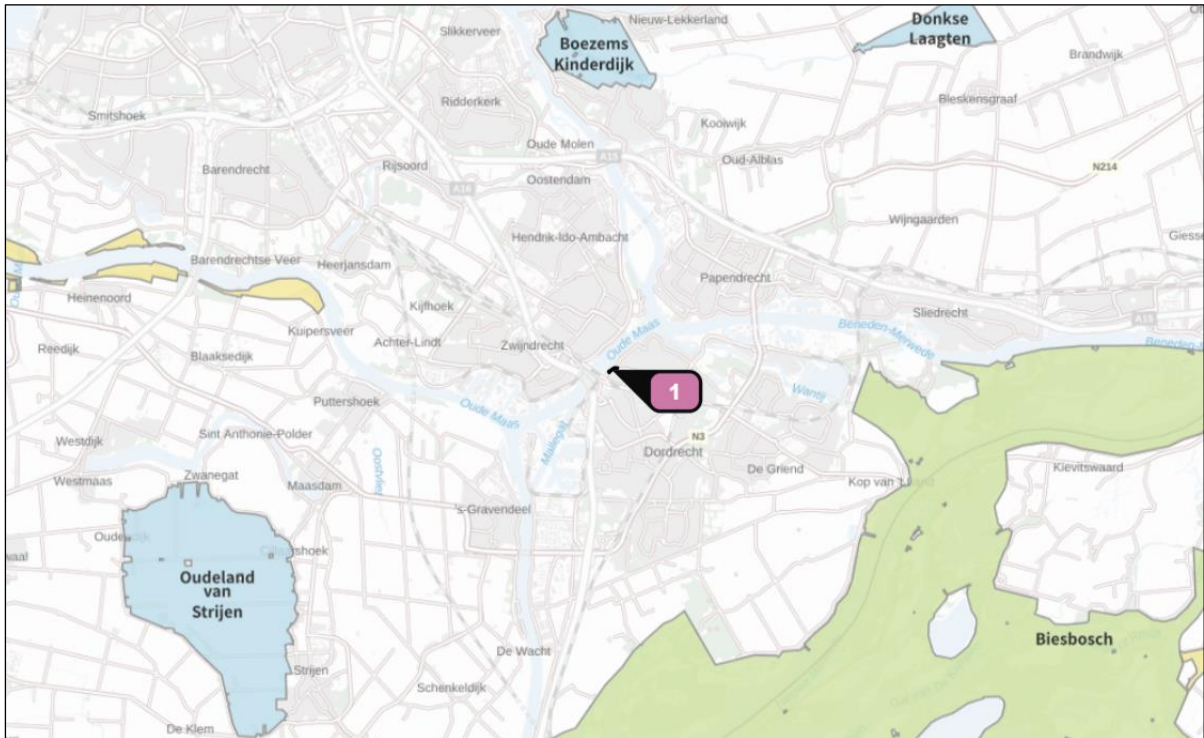 Slikkerveer
Nieuw-Lekkerland
Boezems
Kinderdijk
Donkse
Laagten
Brandwijk
Smitshoek
Ridderkerk
Bleskensgraaf
Kooiwijk
Oude Molen
A15
Oud-Alblas
Barendrecht
Rijsoord
A16
Oostendam
N214
Wijngaarden
Hendrik-Ido-Ambacht
Barendrechtse Veer
Heerjansdam
Papendrecht
Heinenoord
Kijfhoek
Sliedrecht
A15
Kuipersveer
Oude Maas
Beneden-Merwede
Reedijk
Blaaksedijk
Achter-Lindt
Zwijndrecht
1
Wantij
Puttershoek
Oude Maas
Mallegat
Westdijk
Sint Anthonie-Polder
N3
Dordrecht
De Griend
Kievitswaard
Westmaas
Zwanegat
Maasdam
's-Gravendeel
Oudeland
van
Strijen
Biesbosch
De Wacht
Strijen
Schenkeldijk
De Klem